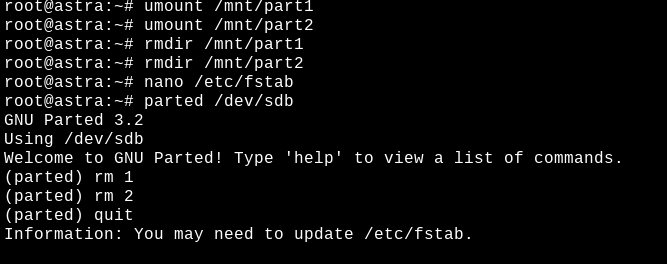 root@astra:~# umount /mnt/part1
root@astra:~# umount /mnt/part2
root@astra:~# rmdir /mnt/part1
root@astra:~# rmdir /mnt/part2
root@astra:~# nano /etc/fstab
root@astra:~# parted /dev/sdb
GNU Parted 3.2
Using /dev/sdb
Welcome to GNU Parted! Type 'help' to view a list of commands.
(parted) rm 1
(parted) rm 2
(parted) quit
Information: You may need to update /etc/fstab.